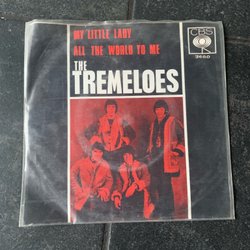 MY LITTLE LADY
ALL THE WORLD TO ME
THE
TREMELOES
CBS